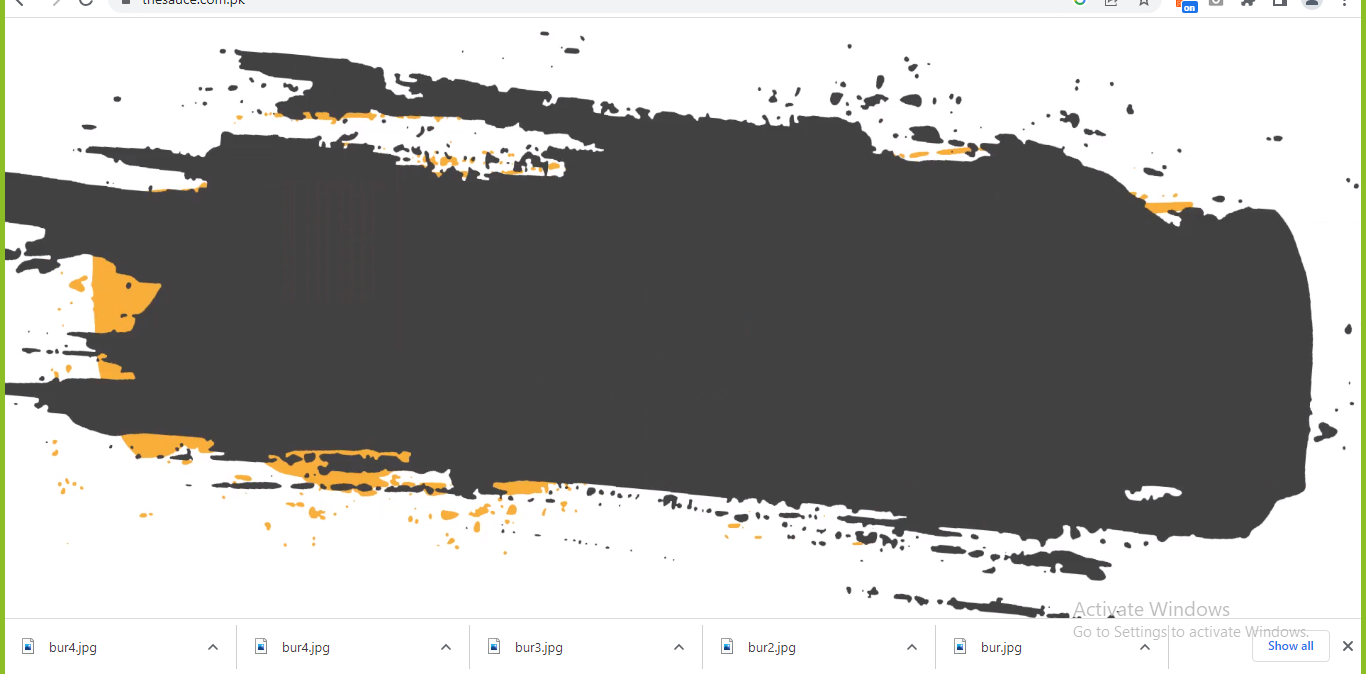 thesauce.com.pk
on
Activate Windows
Go to Settings to activate Windows.
bur4.jpg
bur4.jpg
bur3.jpg
bur2.jpg
bur.jpg
Show all